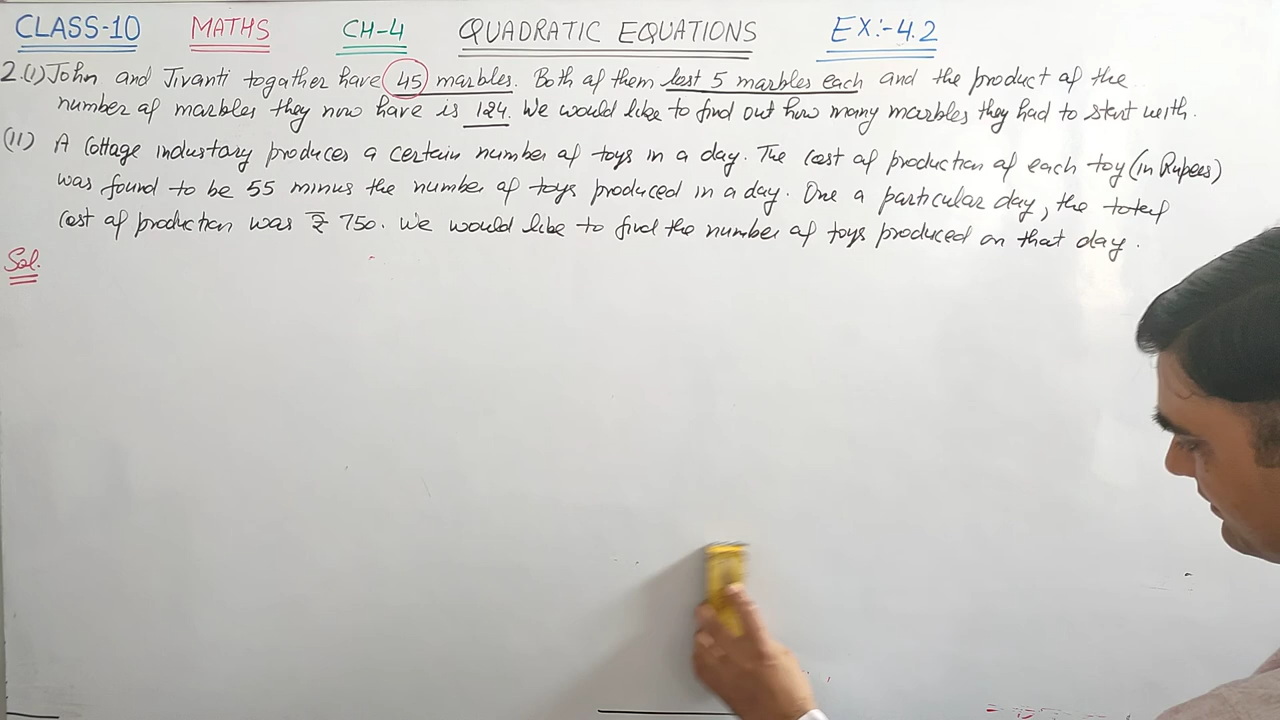 CLASS-10 MATHS CH-4 QUADRATIC EQUATIONS EX:-4.2
2.(i) John and Jivanti togather have 45 marbles. Both of them lost 5 marbles each and the product of the
number of marbles they now have is 124. We would like to find out how many marbles they had to start with.
(II) A Cottage industary produces a certain number of toys in a day. The cost of production of each toy (in Rupees)
was found to be 55 minus the number of toys produced in a day. One a particular day, the total
cost of production was ₹ 750. We would like to find the number of toys produced on that day.
Sol.